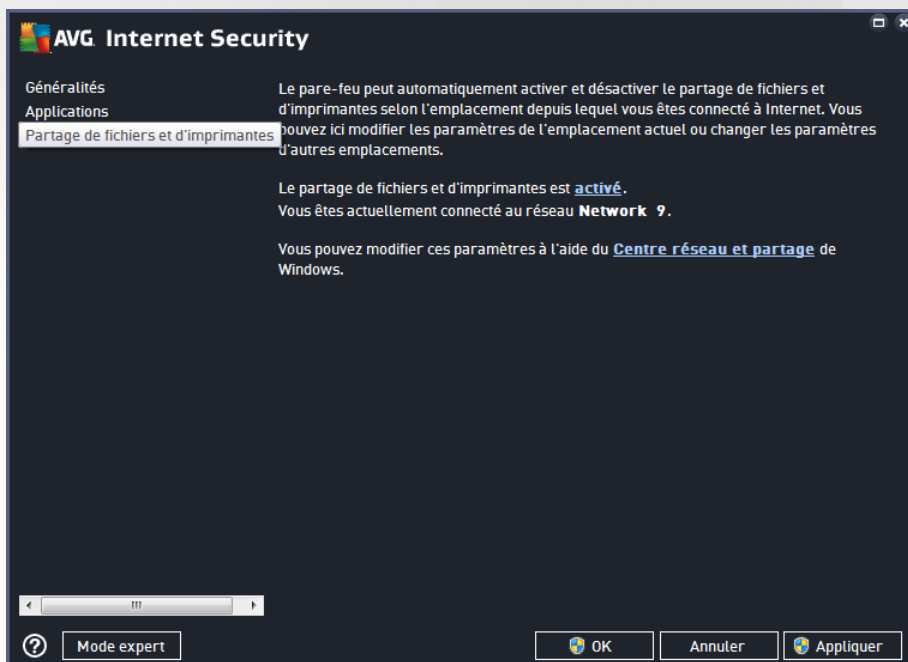 AVG. Internet Security
Généralités
Applications
Partage de fichiers et d'imprimantes
Le pare-feu peut automatiquement activer et désactiver le partage de fichiers et
d'imprimantes selon l'emplacement depuis lequel vous êtes connecté à Internet. Vous
pouvez ici modifier les paramètres de l'emplacement actuel ou changer les paramètres
d'autres emplacements.
Le partage de fichiers et d'imprimantes est activé.
Vous êtes actuellement connecté au réseau Network 9.
Vous pouvez modifier ces paramètres à l'aide du Centre réseau et partage de
Windows.
Mode expert
OK
Annuler
Appliquer